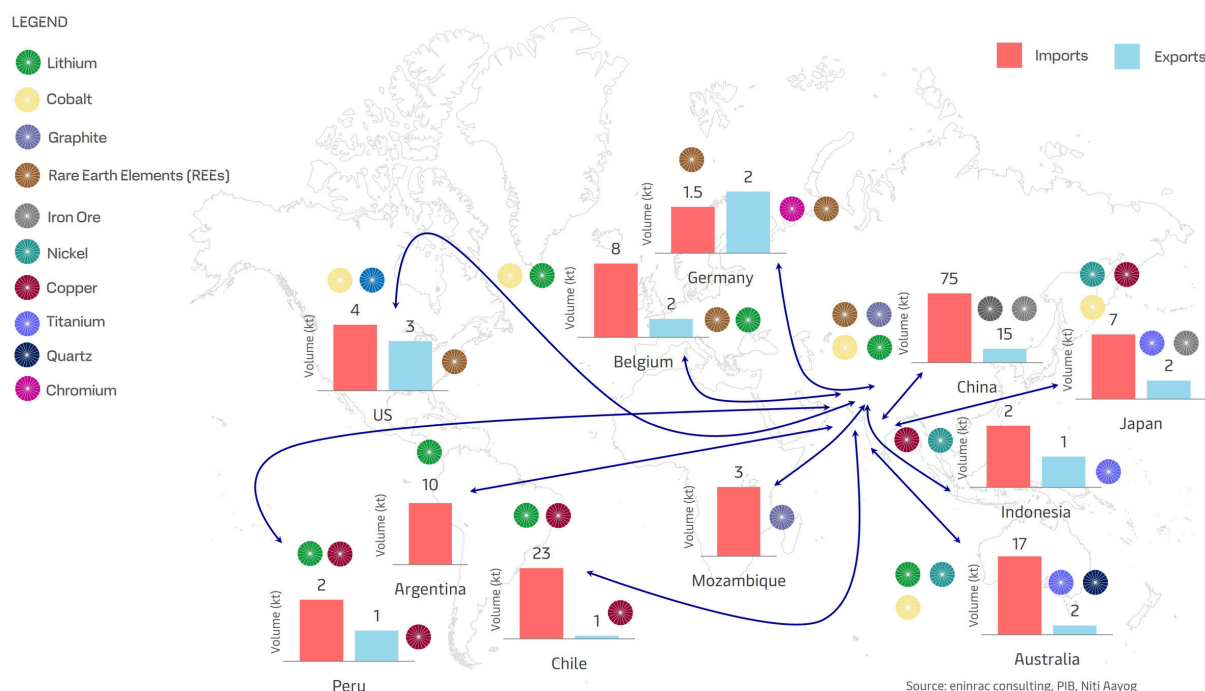 LEGEND
Lithium
Cobalt
Graphite
Rare Earth Elements (REEs)
Iron Ore
Nickel
Copper
Titanium
Quartz
Chromium
Imports
Exports
Volume (kt)
1.5
2
Germany
Volume (kt)
8
2
Belgium
Volume (kt)
4
3
US
Volume (kt)
75
15
China
Volume (kt)
7
2
Japan
Volume (kt)
2
1
Indonesia
Volume (kt)
10
Argentina
Volume (kt)
3
Mozambique
Volume (kt)
23
1
Chile
Volume (kt)
2
1
Peru
Volume (kt)
17
2
Australia
Source: eninrac consulting, PIB, Niti Aayog